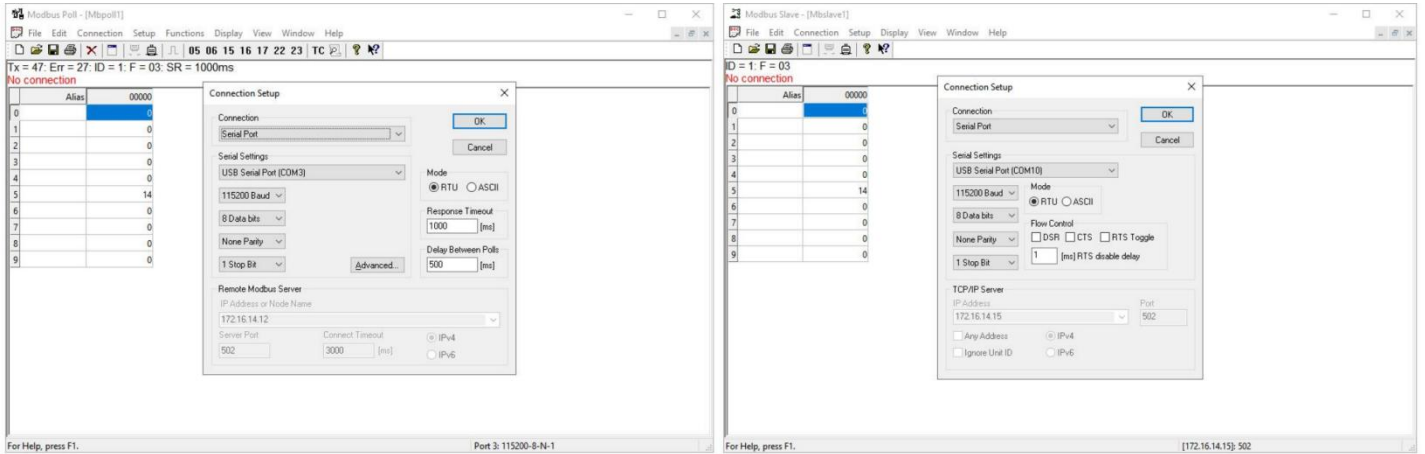 Modbus Poll - [Mbpoll1]
File Edit Connection Setup Functions Display View Window Help
05 06 15 16 17 22 23 TC
Tx = 47: Err = 27: ID = 1: F = 03: SR = 1000ms
No connection
Alias 00000
0 0
1 0
2 0
3 0
4 0
5 14
6 0
7 0
8 0
9 0
Connection Setup
Connection
Serial Port
OK
Cancel
Serial Settings
USB Serial Port (COM3)
115200 Baud
8 Data bits
None Parity
1 Stop Bit
Advanced...
Mode
RTU ASCII
Response Timeout
1000 [ms]
Delay Between Polls
500 [ms]
Remote Modbus Server
IP Address or Node Name
172.16.14.12
Server Port Connect Timeout
502 3000 [ms]
IPv4
IPv6
For Help, press F1.
Port 3: 115200-8-N-1
Modbus Slave - [Mbslave1]
File Edit Connection Setup Display View Window Help
ID = 1: F = 03
No connection
Alias 00000
0 0
1 0
2 0
3 0
4 0
5 14
6 0
7 0
8 0
9 0
Connection Setup
Connection
Serial Port
OK
Cancel
Serial Settings
USB Serial Port (COM10)
115200 Baud
8 Data bits
None Parity
1 Stop Bit
Mode
RTU ASCII
Flow Control
DSR CTS RTS Toggle
1 [ms] RTS disable delay
TCP/IP Server
IP Address Port
172.16.14.15 502
Any Address IPv4
Ignore Unit ID IPv6
For Help, press F1.
[172.16.14.15]: 502